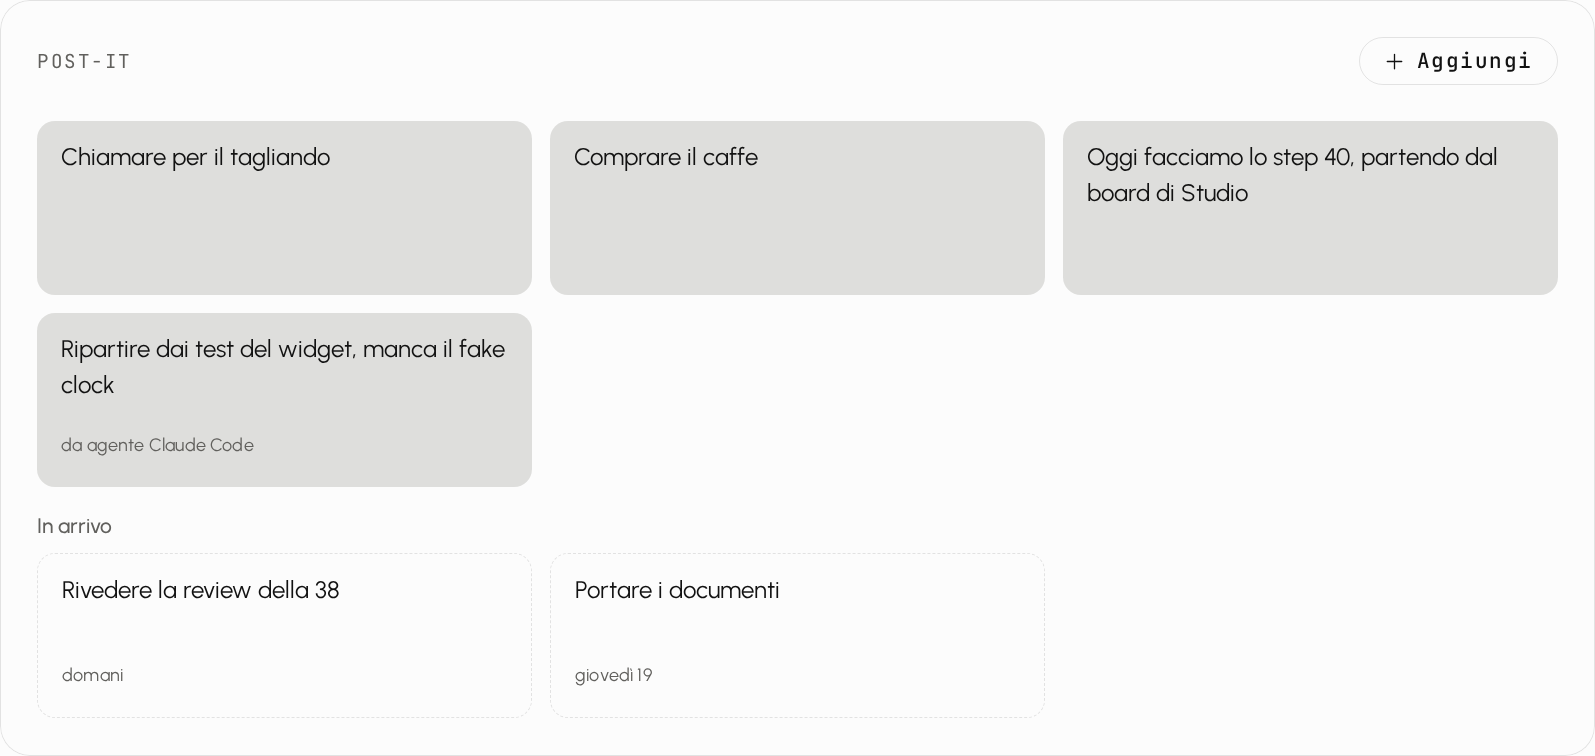 POST-IT
+ Aggiungi
Chiamare per il tagliando
Comprare il caffe
Oggi facciamo lo step 40, partendo dal
board di Studio
Ripartire dai test del widget, manca il fake
clock
da agente Claude Code
In arrivo
Rivedere la review della 38
domani
Portare i documenti
giovedì 19